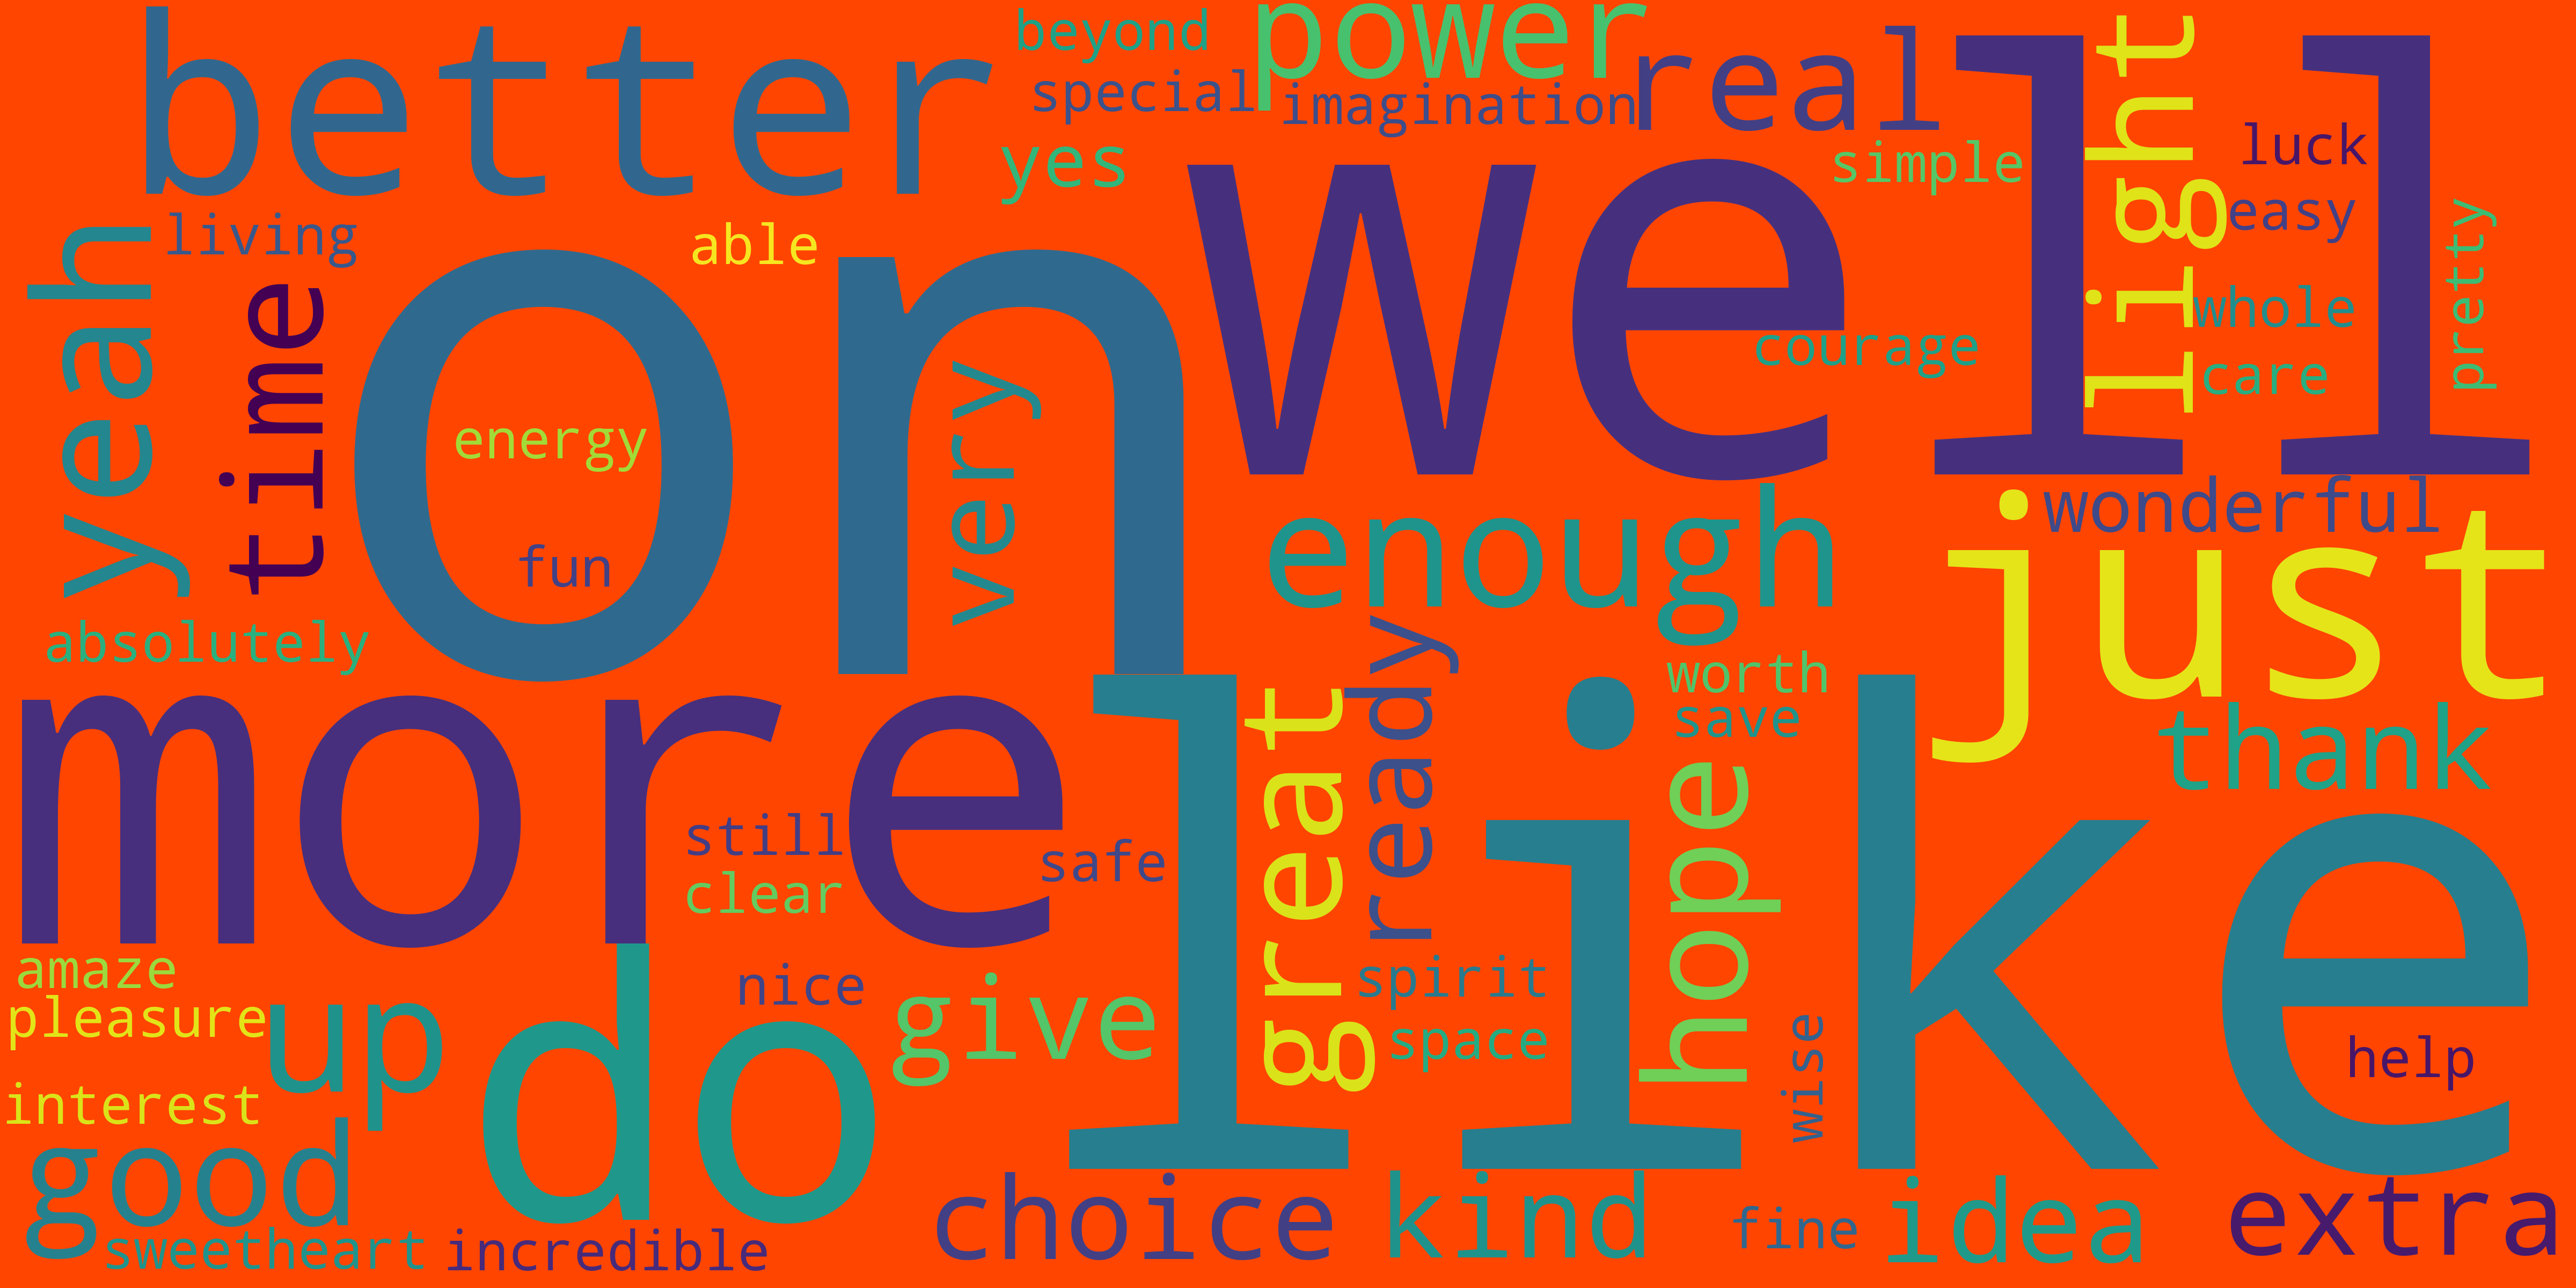 better
beyond
power
special
imagination
real
yes
simple
light
luck
easy
pretty
living
able
well
yeah
time
on
energy
very
fun
courage
whole
care
absolutely
enough
wonderful
just
more
like
great
ready
worth
save
hope
thank
still
clear
safe
amaze
pleasure
up
do
nice
give
spirit
space
wise
help
interest
good
sweetheart
incredible
choice
kind
fine
idea
extra